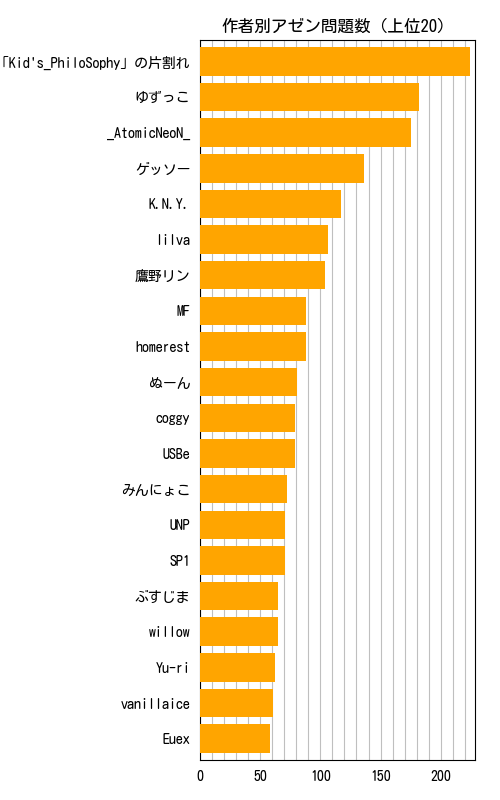 作者別アゼン問題数（上位20）
「Kid's_PhiloSophy」の片割れ
ゆずっこ
_AtomicNeoN_
ゲッソー
K.N.Y.
lilva
鷹野リン
MF
homerest
ぬーん
coggy
USBe
みんにょこ
UNP
SP1
ぶすじま
willow
Yu-ri
vanillaice
Euex
0 50 100 150 200